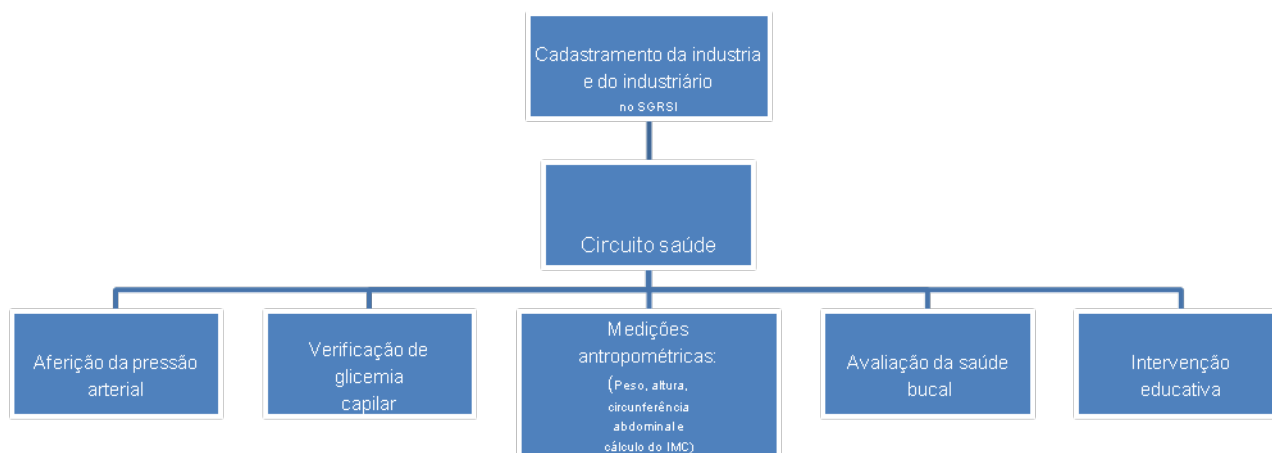 Cadastramento da industria
e do industriário
no SGRSI
Circuito saúde
Aferição da pressão
arterial
Verificação de
glicemia
capilar
Medições
antropométricas:
(Peso, altura,
circunferência
abdominal e
cálculo do IMC)
Avaliação da saúde
bucal
Intervenção
educativa